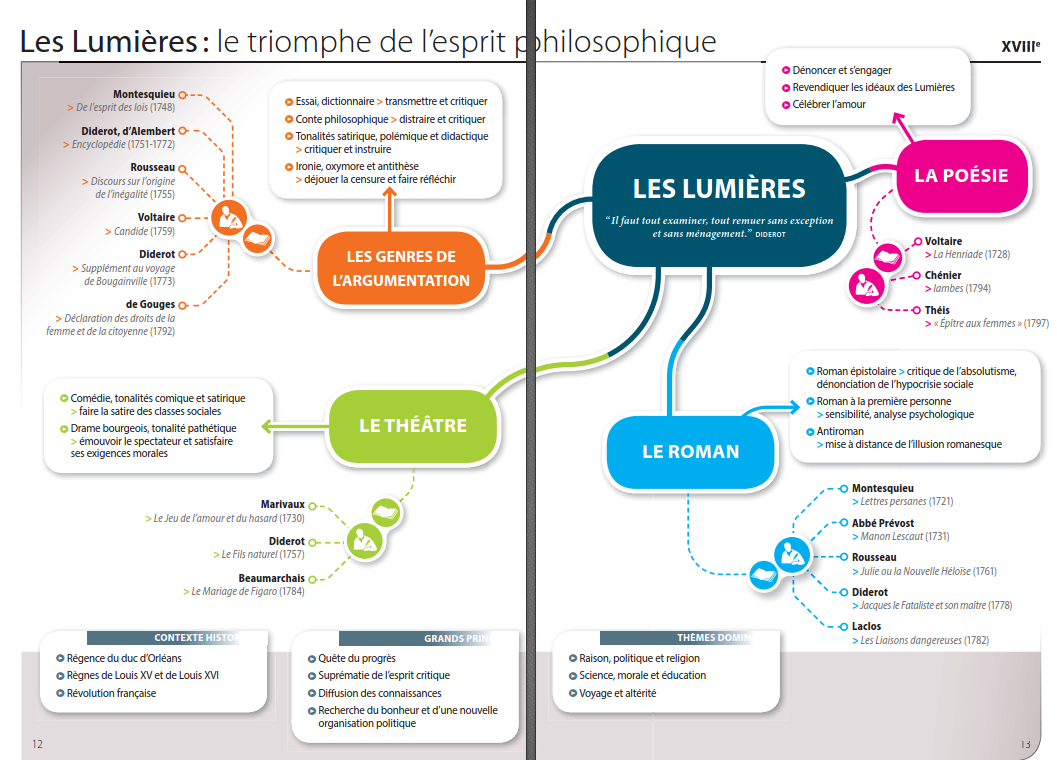 Les Lumières : le triomphe de l'esprit philosophique
XVIIIe
Montesquieu
> De l'esprit des lois (1748)
Diderot, d'Alembert
> Encyclopédie (1751-1772)
Rousseau
> Discours sur l'origine
de l'inégalité (1755)
Voltaire
> Candide (1759)
Diderot
> Supplément au voyage
de Bougainville (1773)
de Gouges
> Déclaration des droits de la
femme et de la citoyenne (1792)
Essai, dictionnaire > transmettre et critiquer
Conte philosophique > distraire et critiquer
Tonalités satirique, polémique et didactique
> critiquer et instruire
Ironie, oxymore et antithèse
> déjouer la censure et faire réfléchir
LES GENRES DE
L'ARGUMENTATION
LES LUMIÈRES
“Il faut tout examiner, tout remuer sans exception
et sans ménagement.” DIDEROT
Dénoncer et s'engager
Revendiquer les idéaux des Lumières
Célébrer l'amour
LA POÉSIE
Voltaire
> La Henriade (1728)
Chénier
> Iambes (1794)
Théis
> « Épître aux femmes » (1797)
Comédie, tonalités comique et satirique
> faire la satire des classes sociales
Drame bourgeois, tonalité pathétique
> émouvoir le spectateur et satisfaire
ses exigences morales
LE THÉÂTRE
Marivaux
> Le Jeu de l'amour et du hasard (1730)
Diderot
> Le Fils naturel (1757)
Beaumarchais
> Le Mariage de Figaro (1784)
LE ROMAN
Roman épistolaire > critique de l'absolutisme,
dénonciation de l'hypocrisie sociale
Roman à la première personne
> sensibilité, analyse psychologique
Antiroman
> mise à distance de l'illusion romanesque
Montesquieu
> Lettres persanes (1721)
Abbé Prévost
> Manon Lescaut (1731)
Rousseau
> Julie ou la Nouvelle Héloïse (1761)
Diderot
> Jacques le Fataliste et son maître (1778)
Laclos
> Les Liaisons dangereuses (1782)
CONTEXTE HISTOR
Régence du duc d'Orléans
Règnes de Louis XV et de Louis XVI
Révolution française
GRANDS PRIN
Quête du progrès
Suprématie de l'esprit critique
Diffusion des connaissances
Recherche du bonheur et d'une nouvelle
organisation politique
THÈMES DOMIN
Raison, politique et religion
Science, morale et éducation
Voyage et altérité
12
13